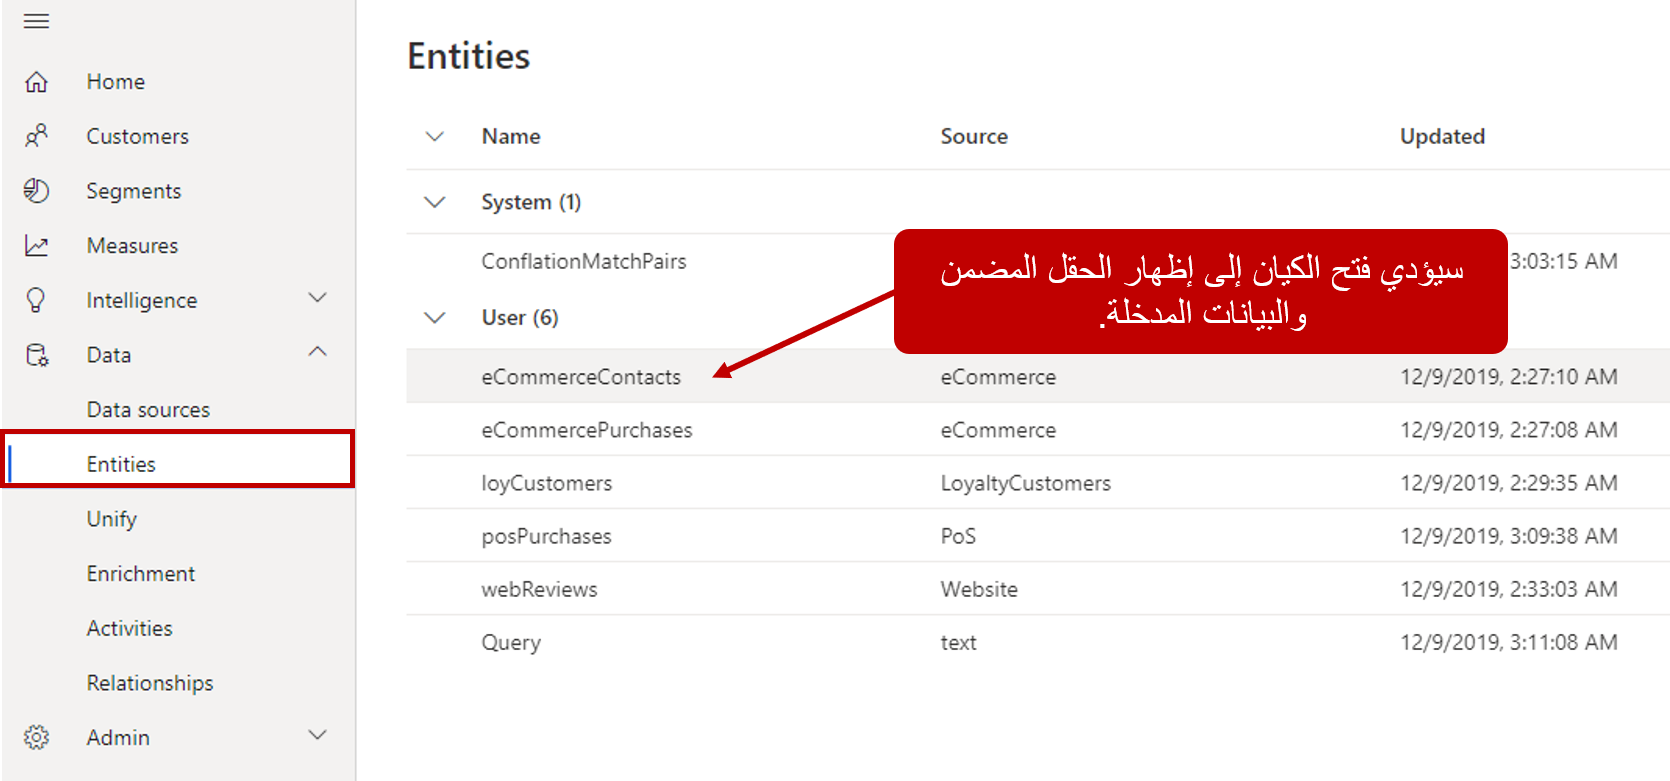 Home
Customers
Segments
Measures
Intelligence
Data
Data sources
Entities
Unify
Enrichment
Activities
Relationships
Admin
Entities
Name Source Updated
System (1)
ConflationMatchPairs 3:03:15 AM
سيؤدي فتح الكيان إلى إظهار الحقل المضمن
والبيانات المدخلة.
User (6)
eCommerceContacts eCommerce 12/9/2019, 2:27:10 AM
eCommercePurchases eCommerce 12/9/2019, 2:27:08 AM
loyCustomers LoyaltyCustomers 12/9/2019, 2:29:35 AM
posPurchases PoS 12/9/2019, 3:09:38 AM
webReviews Website 12/9/2019, 2:33:03 AM
Query text 12/9/2019, 3:11:08 AM